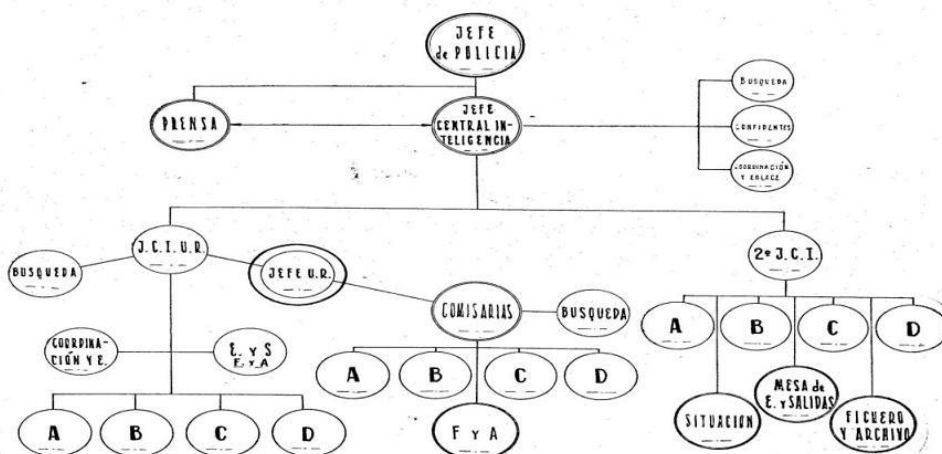 JEFE
de POLICIA
PRENSA
JEFE
CENTRAL IN-
TELIGENCIA
BUSQUEDA
CONFIDENTES
COORDINACIÓN
Y ENLACE
J.C.I.U.R.
BUSQUEDA
JEFE U.R.
2º J.C.I.
COMISARIAS
BUSQUEDA
A
B
C
D
COORDINA-
CIÓN Y E.
E. Y S
F. Y A
A
B
C
D
A
B
C
D
F Y A
SITUACION
MESA de
E. Y SALIDAS
FICHERO
Y ARCHIVO